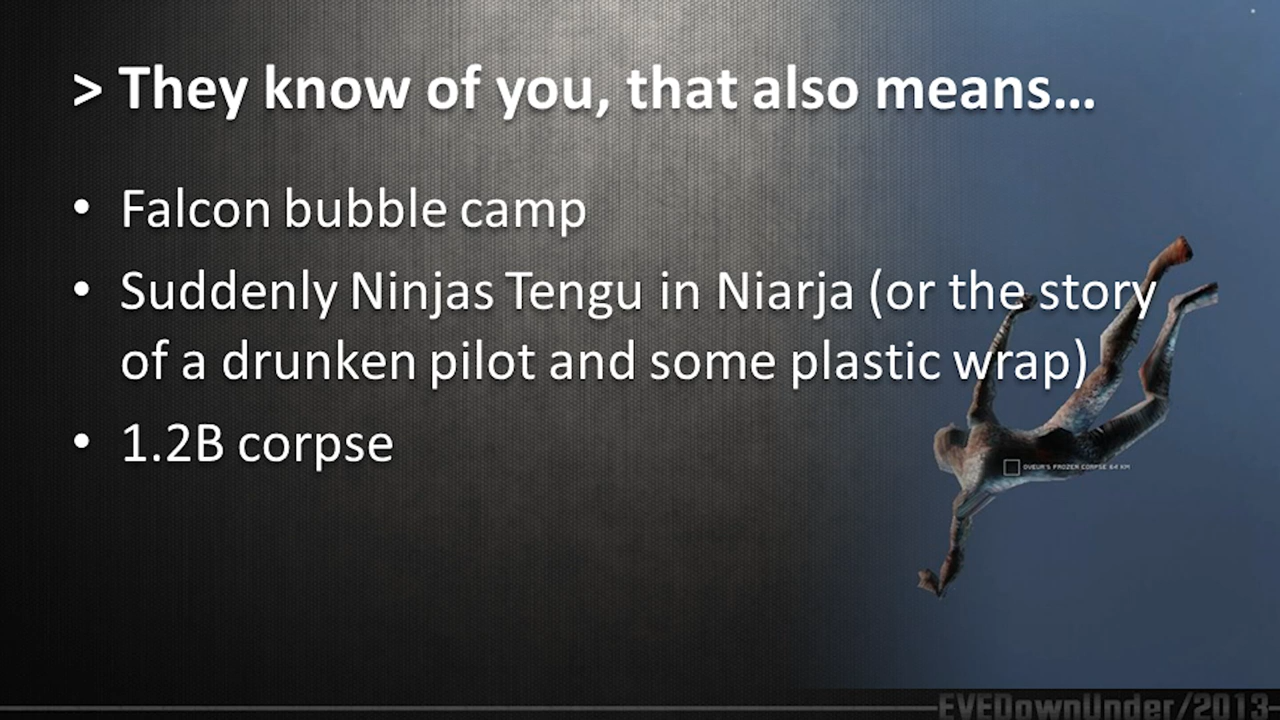 > They know of you, that also means...
• Falcon bubble camp
• Suddenly Ninjas Tengu in Niarja (or the story
of a drunken pilot and some plastic wrap)
• 1.2B corpse
OVEUR'S FROZEN CORPSE 64 KM
EVEDownUnder/2013